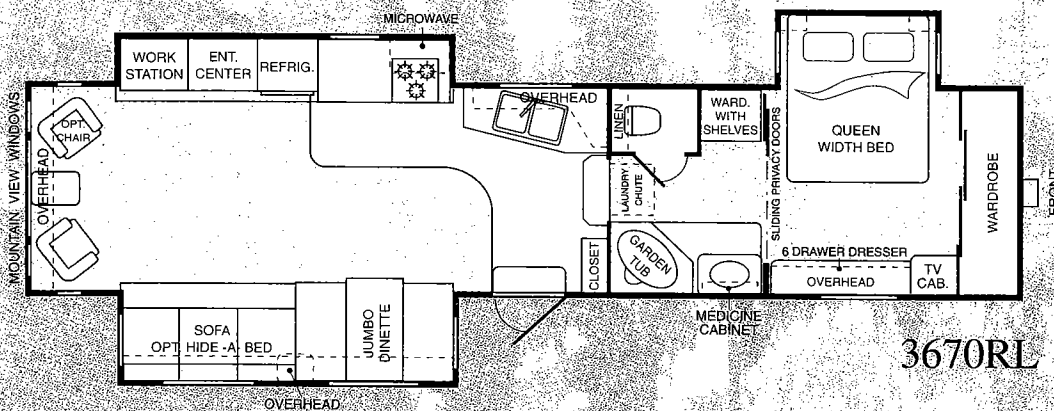 MICROWAVE
WORK
STATION
ENT.
CENTER
REFRIG.
OVERHEAD
LINEN
WARD.
WITH
SHELVES
SLIDING PRIVACY DOORS
QUEEN
WIDTH BED
WARDROBE
FRONT
MOUNTAIN VIEW WINDOWS
OPT.
CHAIR
OVERHEAD
LAUNDRY
CHUTE
CLOSET
GARDEN
TUB
6 DRAWER DRESSER
OVERHEAD
TV
CAB.
MEDICINE
CABINET
SOFA
OPT. HIDE-A-BED
JUMBO
DINETTE
OVERHEAD
3670RL